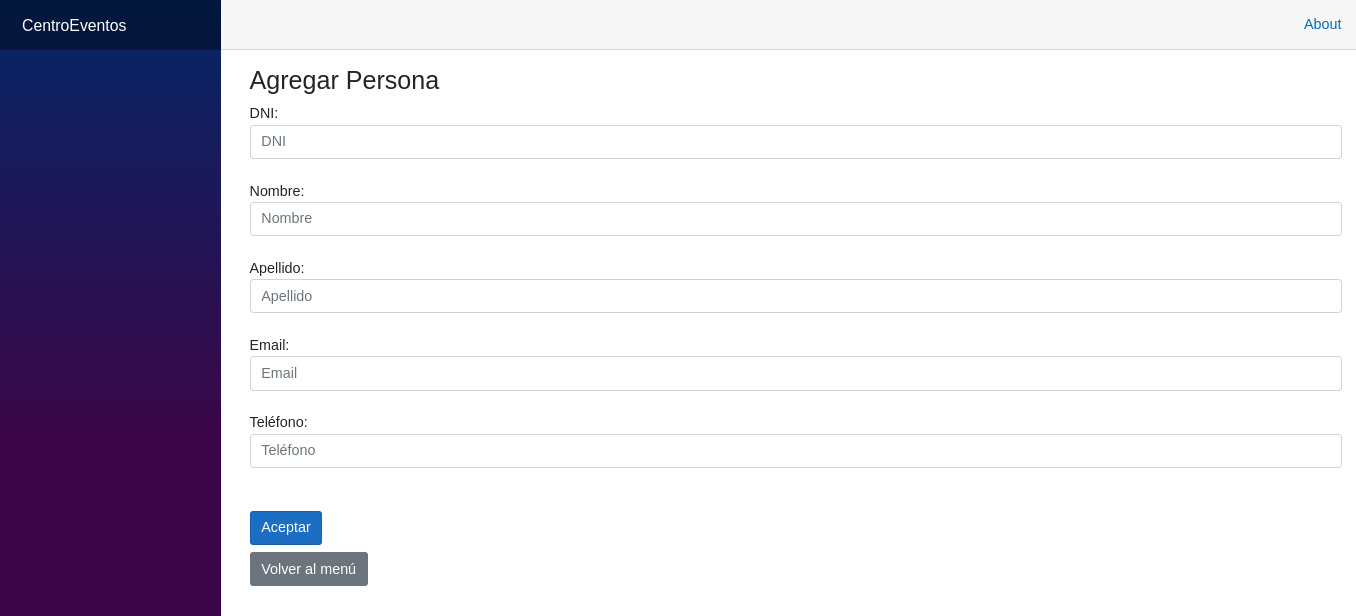 CentroEventos
About
Agregar Persona
DNI:
DNI
Nombre:
Nombre
Apellido:
Apellido
Email:
Email
Teléfono:
Teléfono
Aceptar
Volver al menú